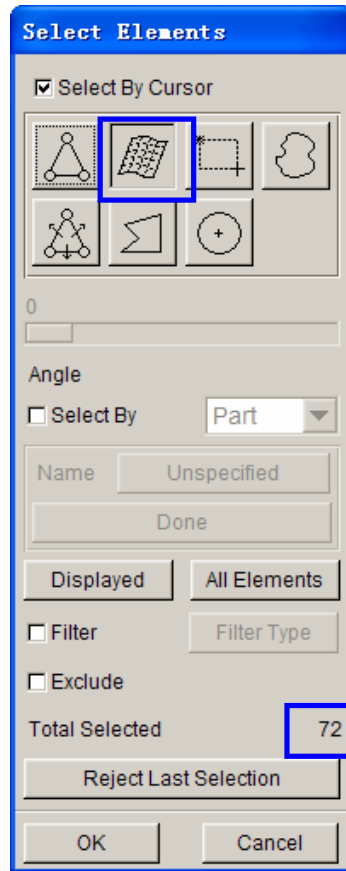 Select Elements
Select By Cursor
0
Angle
Select By Part
Name Unspecified
Done
Displayed All Elements
Filter Filter Type
Exclude
Total Selected 72
Reject Last Selection
OK Cancel